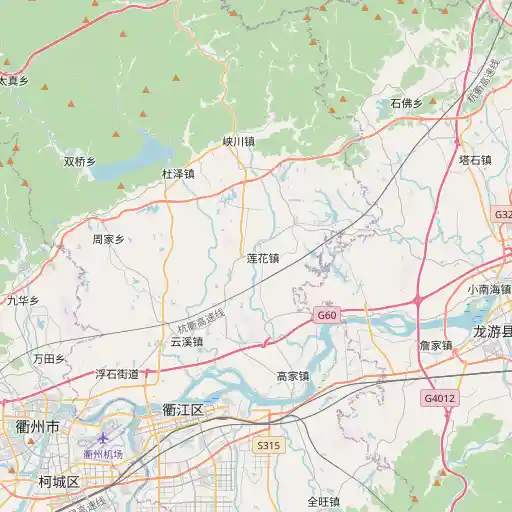 太真乡
石佛乡
杭衢高速线
峡川镇
双桥乡
塔石镇
杜泽镇
G32
周家乡
莲花镇
小南海镇
九华乡
G60
杭衢高速线
龙游县
云溪镇
詹家镇
万田乡
浮石街道
高家镇
G4012
衢江区
衢州市
衢州机场
S315
柯城区
全旺镇
高速线